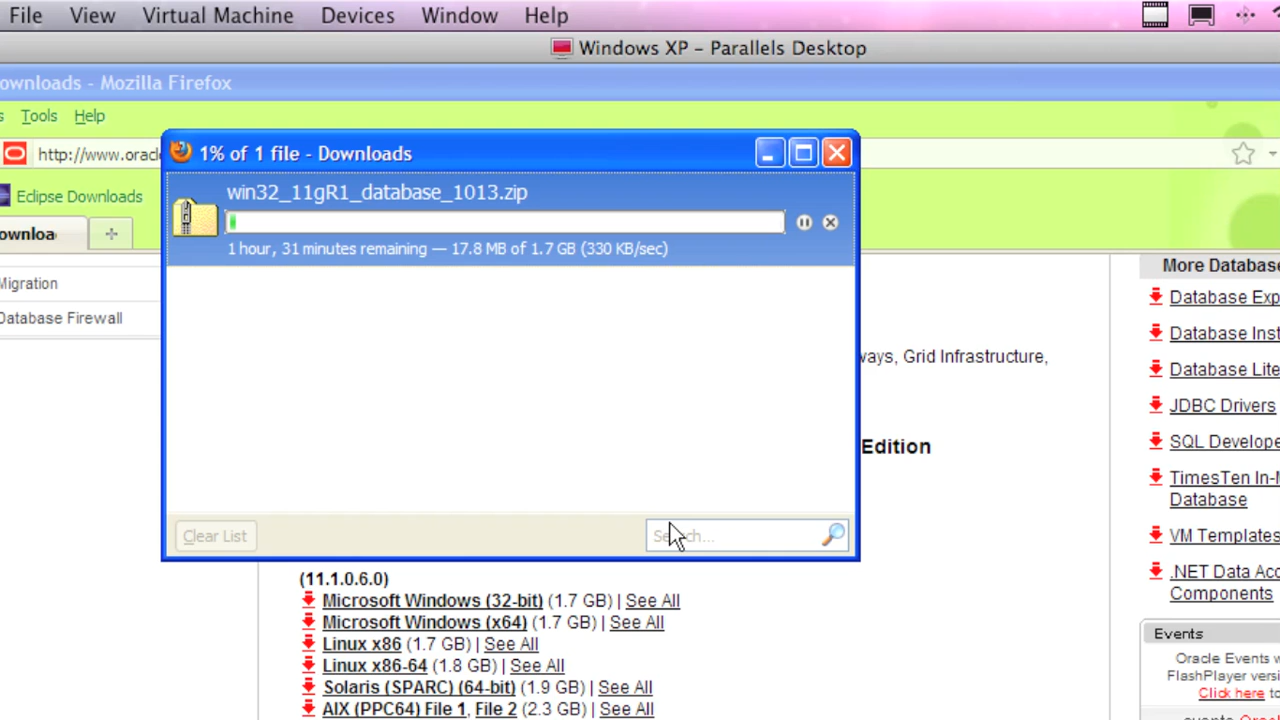 File View Virtual Machine Devices Window Help
Windows XP – Parallels Desktop
ownloads - Mozilla Firefox
s Tools Help
http://www.oracl
1% of 1 file - Downloads
Eclipse Downloads
win32_11gR1_database_1013.zip
ownloa
1 hour, 31 minutes remaining — 17.8 MB of 1.7 GB (330 KB/sec)
Migration
Database Firewall
More Database
Database Exp
Database Inst
ways, Grid Infrastructure,
Database Lite
JDBC Drivers
SQL Develope
Edition
TimesTen In-M
Database
Clear List
VM Templates
.NET Data Acc
Components
(11.1.0.6.0)
Microsoft Windows (32-bit) (1.7 GB) | See All
Microsoft Windows (x64) (1.7 GB) | See All
Linux x86 (1.7 GB) | See All
Linux x86-64 (1.8 GB) | See All
Solaris (SPARC) (64-bit) (1.9 GB) | See All
AIX (PPC64) File 1, File 2 (2.3 GB) | See All
Events
Oracle Events w
FlashPlayer versi
Click here to